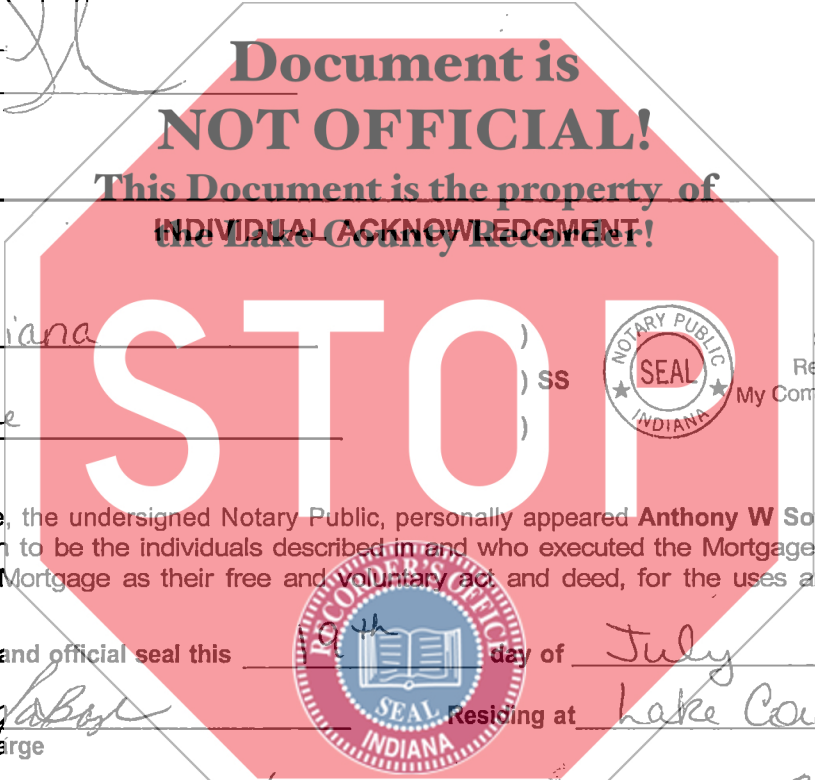 Document is
NOT OFFICIAL!
This Document is the property of
the Lake County Recorder!
INDIVIDUAL ACKNOWLEDGMENT
STOP
iana
)
) SS
)
NOTARY PUBLIC
SEAL
INDIANA
Re
My Com
e
, the undersigned Notary Public, personally appeared Anthony W So
n to be the individuals described in and who executed the Mortgage
Mortgage as their free and voluntary act and deed, for the uses a
and official seal this 19th day of July
Residing at Lake Cou
arge
RECORDER'S OFFICE
SEAL
INDIANA